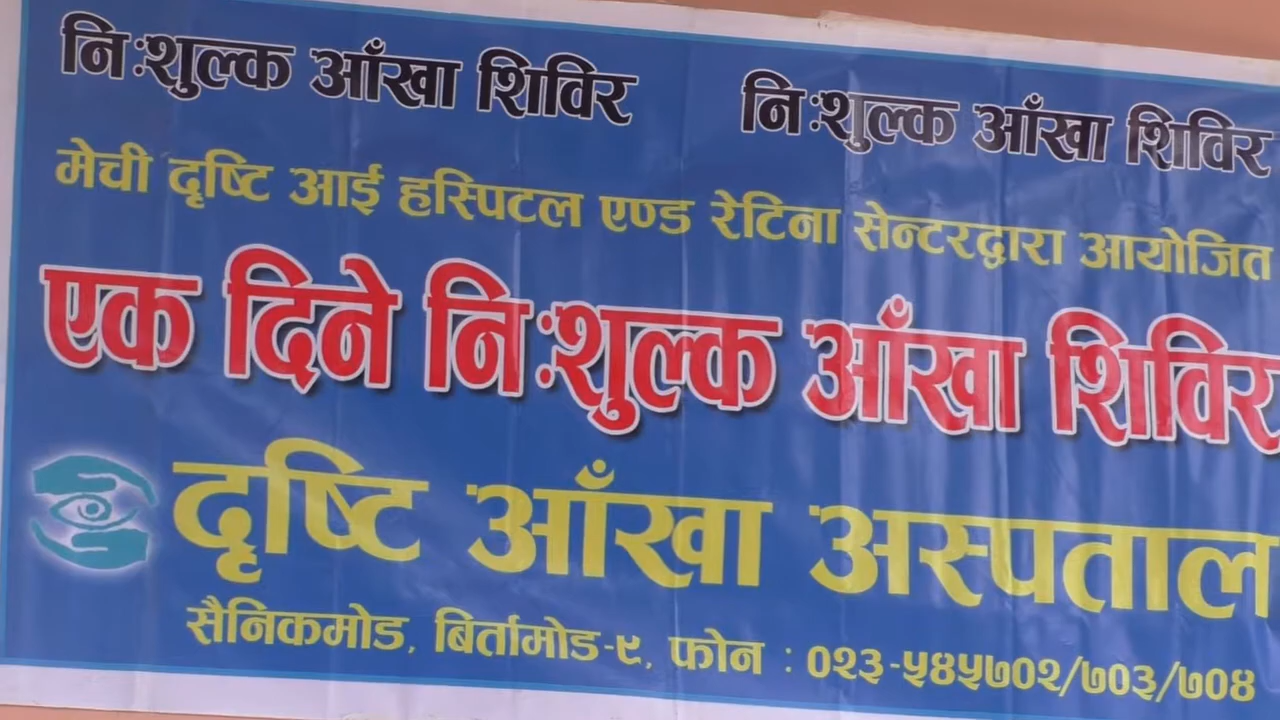 निःशुल्क आँखा शिविर निःशुल्क आँखा शिविर
मेची दृष्टि आई हस्पिटल एण्ड रेटिना सेन्टरद्वारा आयोजित
एक दिने निःशुल्क आँखा शिविर
दृष्टि आँखा अस्पताल
सैनिकमोड, बिर्तामोड-९, फोन : ०२३-५४५७०२/७०३/७०४